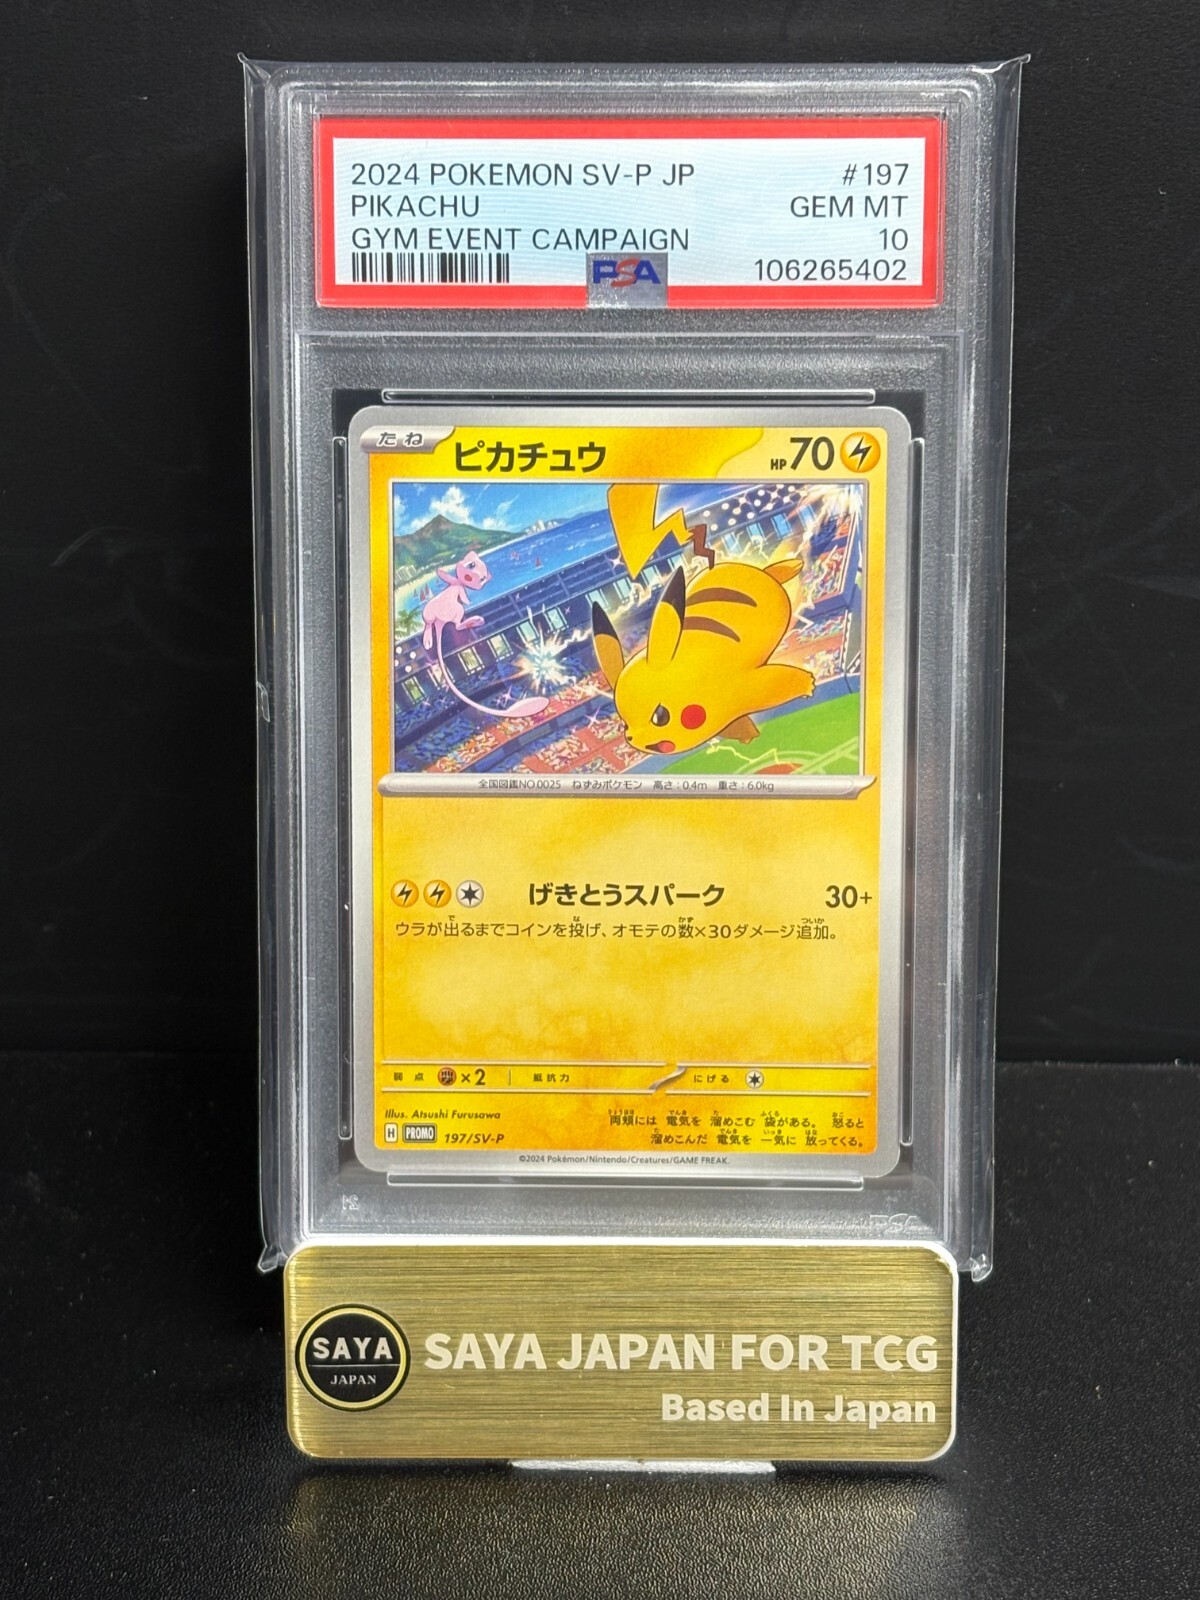 2024 POKEMON SV-P JP #197
PIKACHU GEM MT
GYM EVENT CAMPAIGN 10
PSA 106265402
たね ピカチュウ HP 70
全国図鑑NO.0025 ねずみポケモン 高さ:0.4m 重さ:6.0kg
げきとうスパーク 30+
ウラが出るまでコインを投げ、オモテの数×30ダメージ追加。
弱点 ×2 抵抗力 にげる
Illus. Atsushi Furusawa
両頬には 電気を 溜めこむ 袋がある。 怒ると
溜めこんだ 電気を 一気に 放ってくる。
H PROMO 197/SV-P
©2024 Pokémon/Nintendo/Creatures/GAME FREAK.
SAYA JAPAN
SAYA JAPAN FOR TCG
Based In Japan